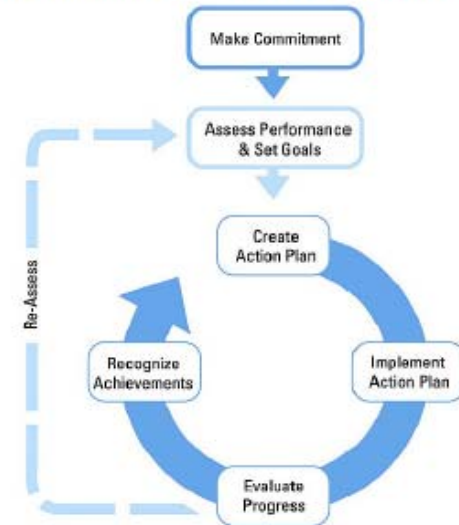 Make Commitment
Assess Performance
& Set Goals
Create
Action Plan
Re-Assess
Recognize
Achievements
Implement
Action Plan
Evaluate
Progress